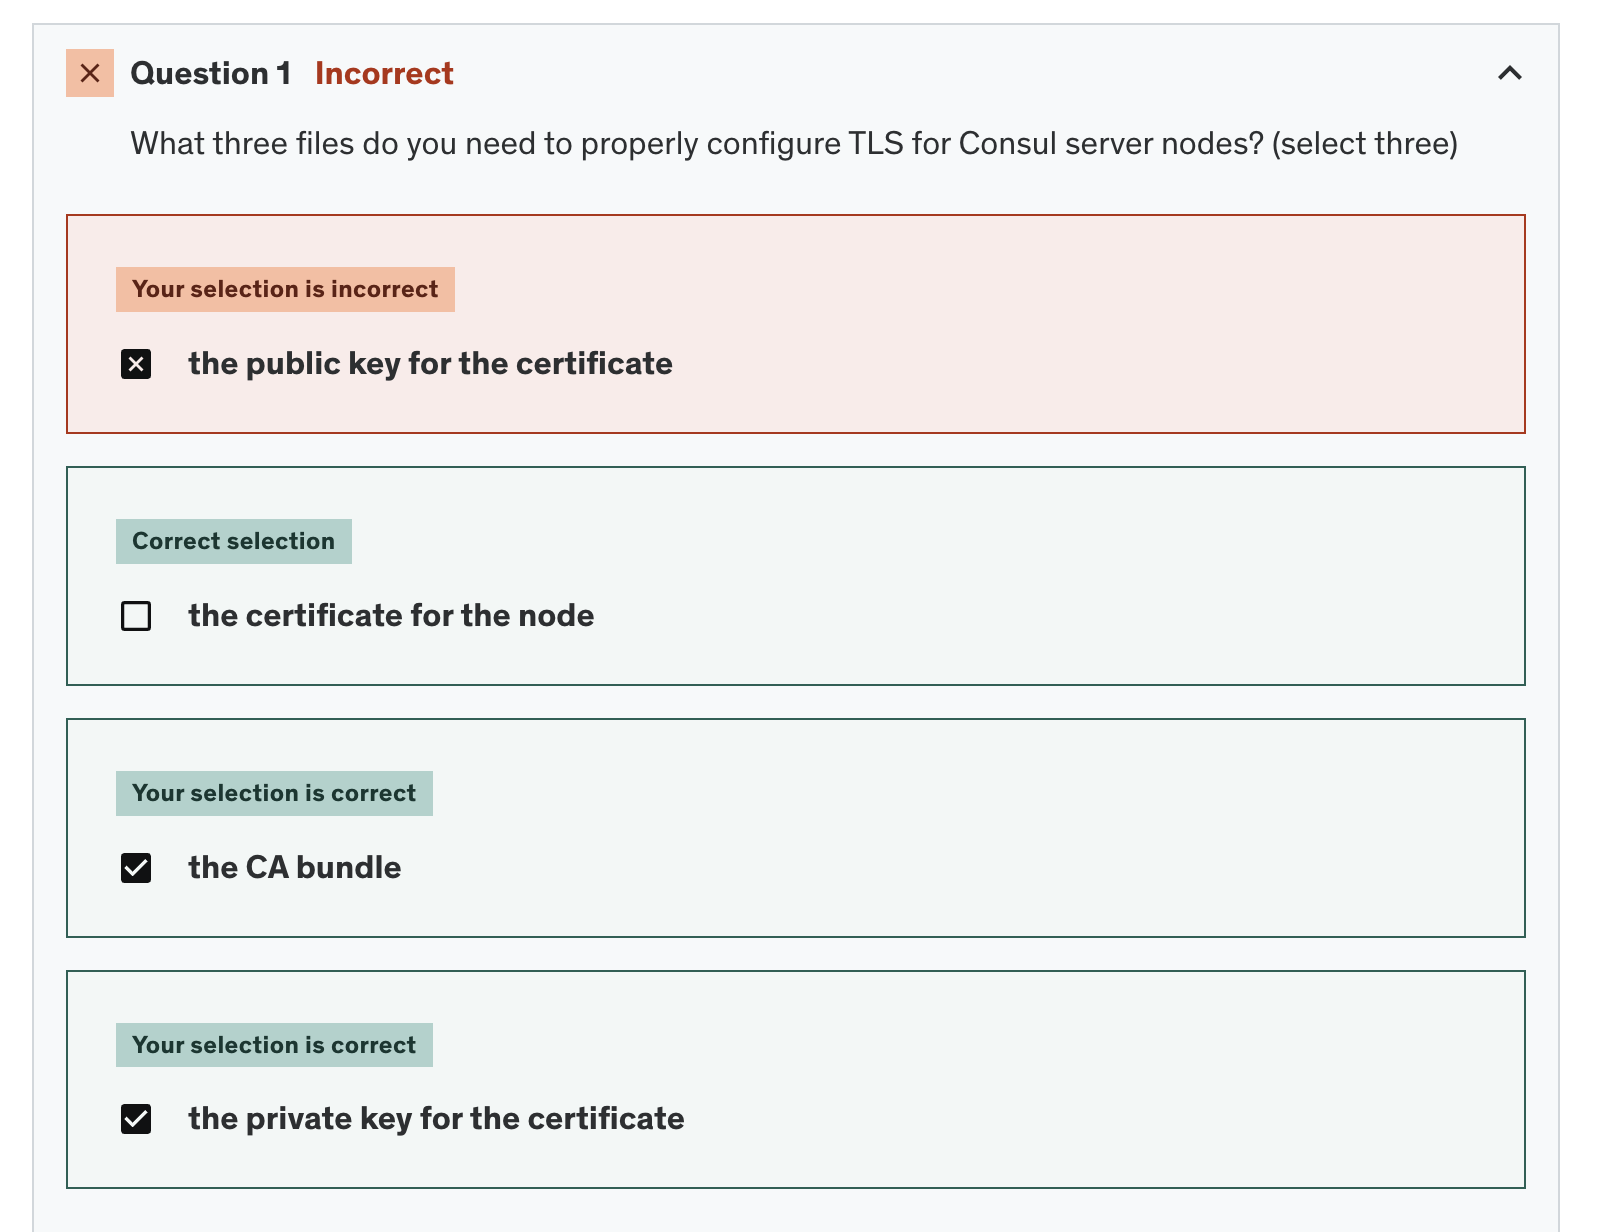 Question 1 Incorrect
What three files do you need to properly configure TLS for Consul server nodes? (select three)
Your selection is incorrect
the public key for the certificate
Correct selection
the certificate for the node
Your selection is correct
the CA bundle
Your selection is correct
the private key for the certificate